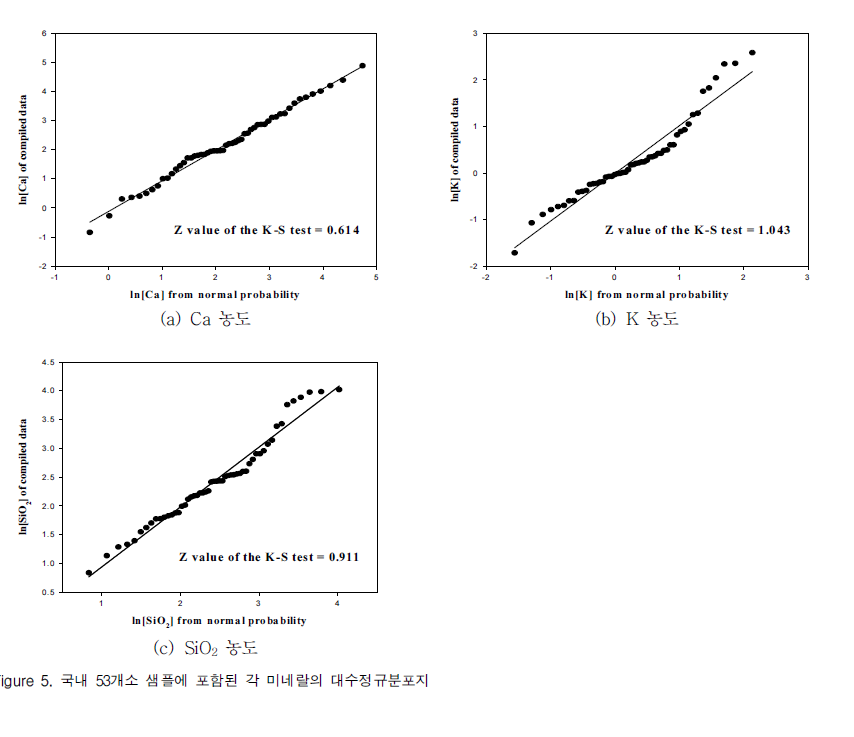 6
5
4
3
2
1
0
-1
-2
-1 0 1 2 3 4 5
ln[Ca] of compiled data
Z value of the K-S test = 0.614
ln[Ca] from normal probability
(a) Ca 농도
3
2
1
0
-1
-2
-2 -1 0 1 2 3
ln[K] of compiled data
Z value of the K-S test = 1.043
ln[K] from normal probability
(b) K 농도
4.5
4.0
3.5
3.0
2.5
2.0
1.5
1.0
0.5
1 2 3 4
ln[SiO2] of compiled data
Z value of the K-S test = 0.911
ln[SiO2] from normal probability
(c) SiO2 농도
igure 5. 국내 53개소 샘플에 포함된 각 미네랄의 대수정규분포지